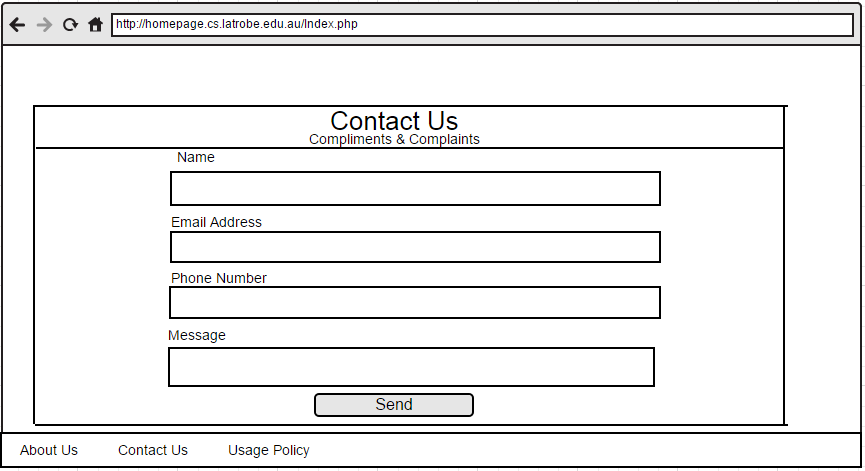 http://homepage.cs.latrobe.edu.au/Index.php
Contact Us
Compliments & Complaints
Name
Email Address
Phone Number
Message
Send
About Us Contact Us Usage Policy